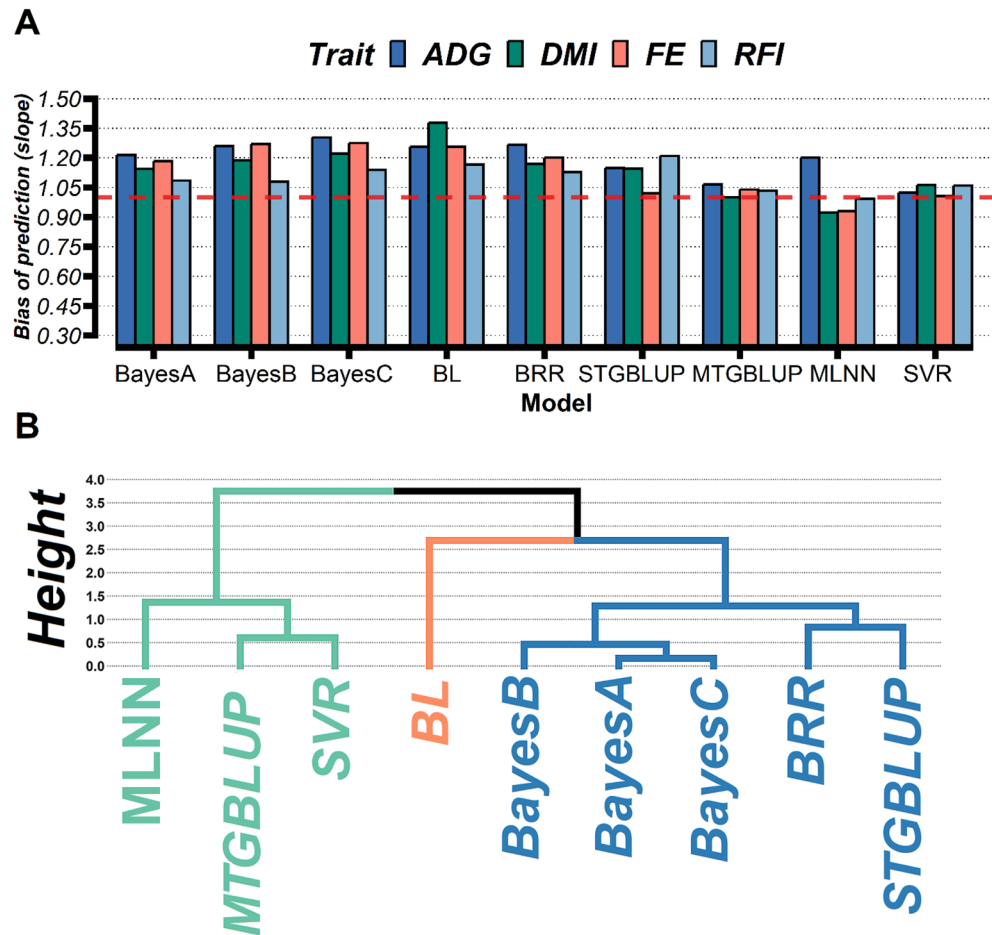 A
Trait ADG DMI FE RFI
Bias of prediction (slope)
1.50
1.35
1.20
1.05
0.90
0.75
0.60
0.45
0.30
BayesA BayesB BayesC BL BRR STGBLUP MTGBLUP MLNN SVR
Model
B
Height
4.0
3.5
3.0
2.5
2.0
1.5
1.0
0.5
0.0
MLNN
MTGBLUP
SVR
BL
BayesB
BayesA
BayesC
BRR
STGBLUP